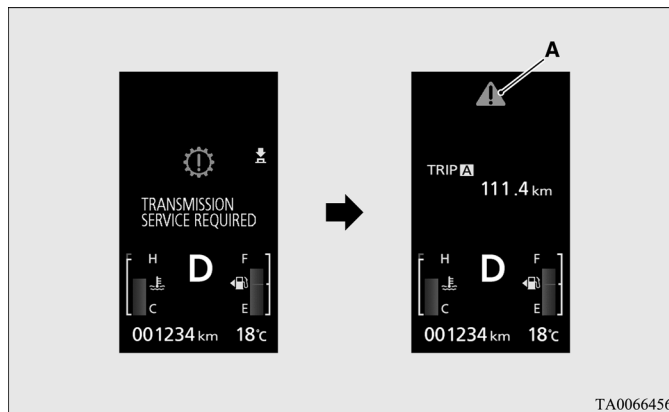 A
TRANSMISSION
SERVICE REQUIRED
H
D
F
C
E
001234 km 18°c
TRIP A
111.4 km
H
D
F
C
E
001234 km 18°c
TA0066456